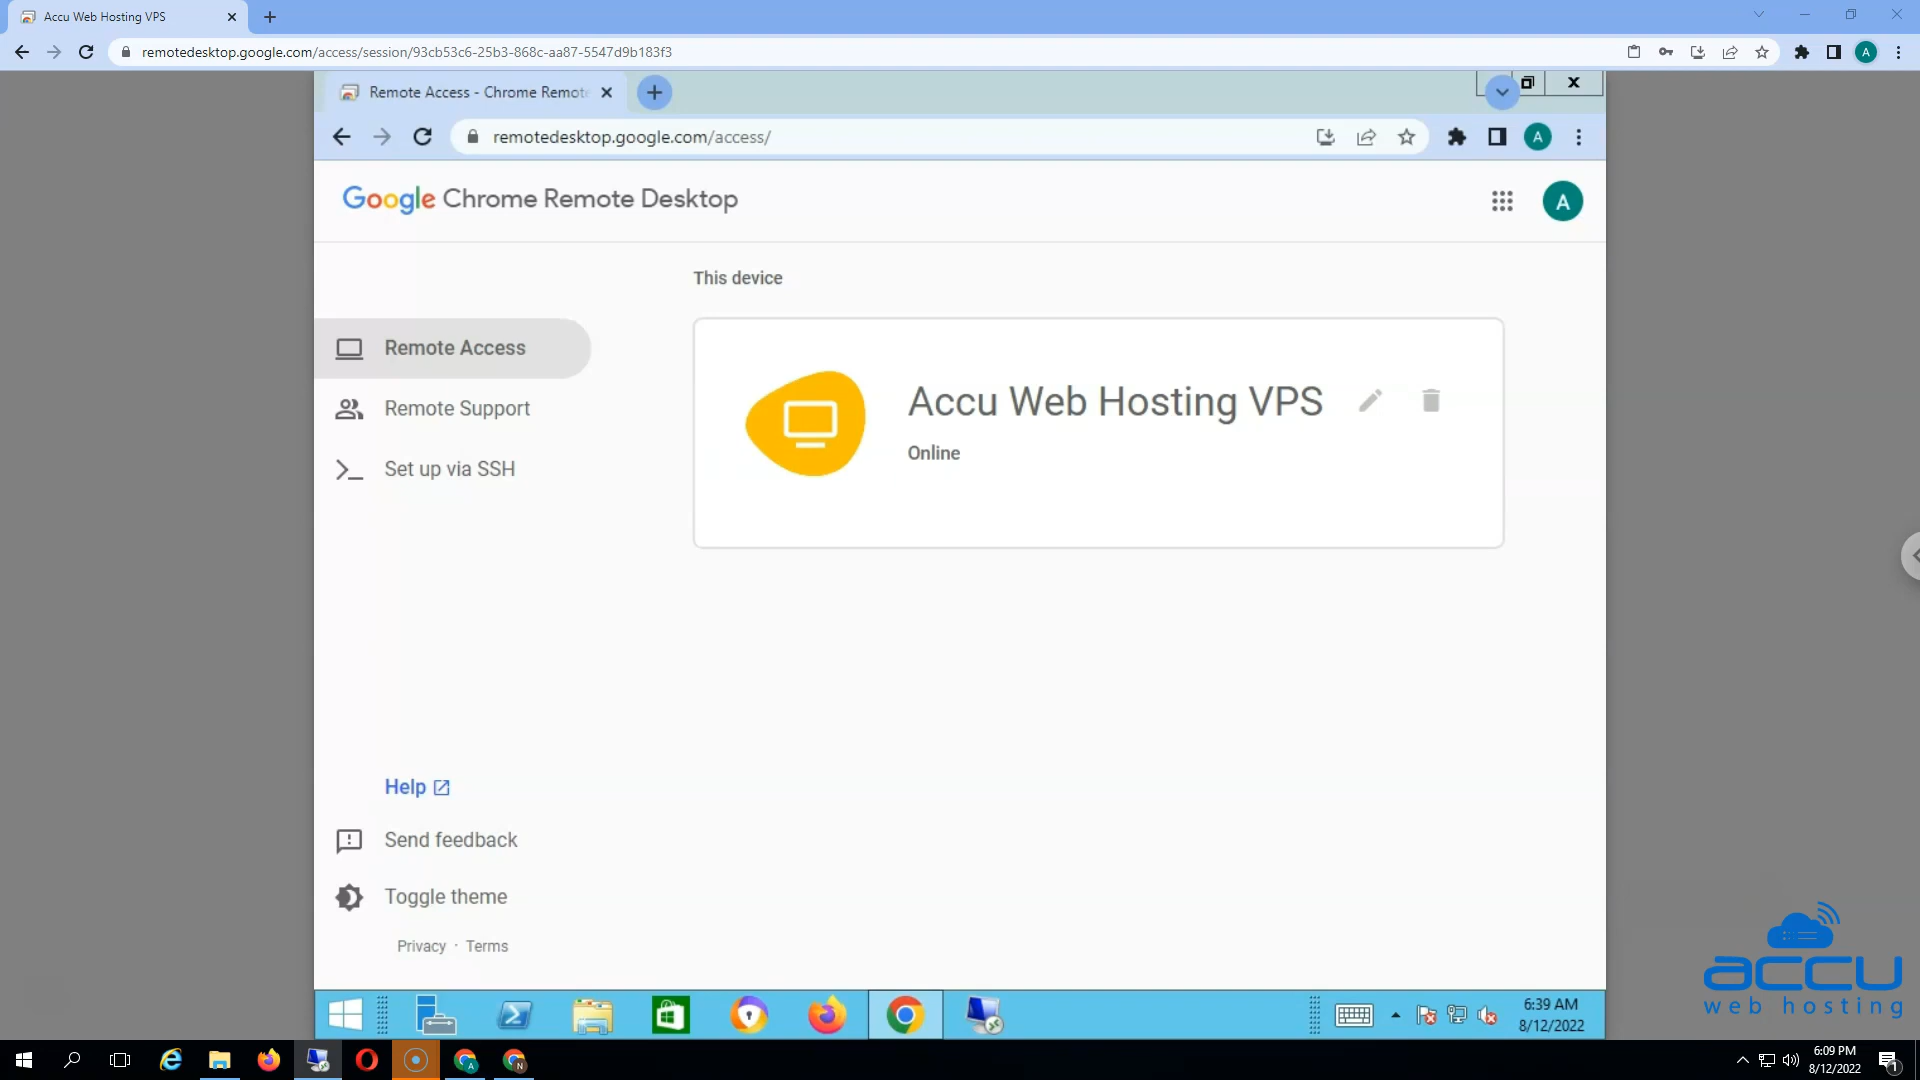 Accu Web Hosting VPS
remotedesktop.google.com/access/session/93cb53c6-25b3-868c-aa87-5547d9b183f3
A
Remote Access - Chrome Remot
remotedesktop.google.com/access/
A
Google Chrome Remote Desktop
A
This device
Remote Access
Remote Support
Set up via SSH
Accu Web Hosting VPS
Online
Help
Send feedback
Toggle theme
Privacy · Terms
accu
web hosting
6:39 AM
8/12/2022
A
N
6:09 PM
8/12/2022
1